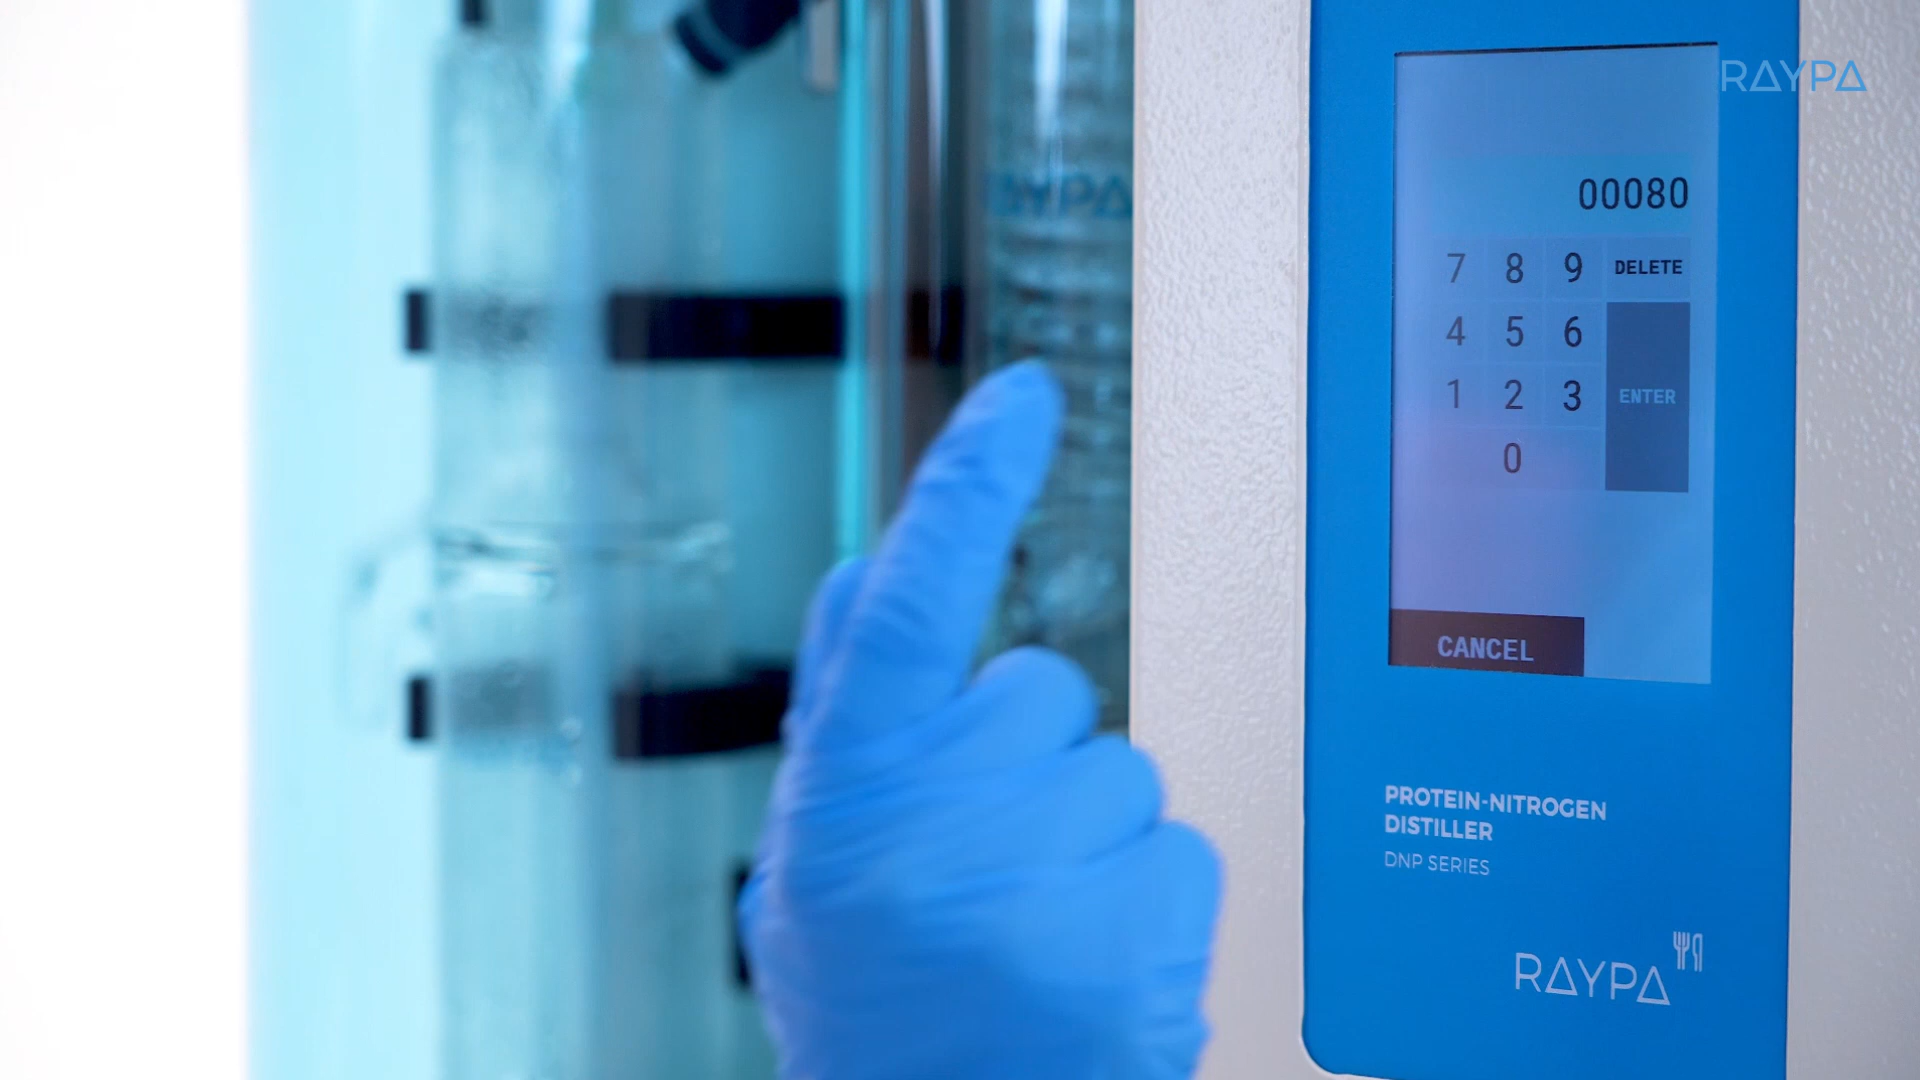 RAYPA
00080
7 8 9 DELETE
4 5 6
1 2 3 ENTER
0
CANCEL
RAYPA
PROTEIN-NITROGEN
DISTILLER
DNP SERIES
RAYPA